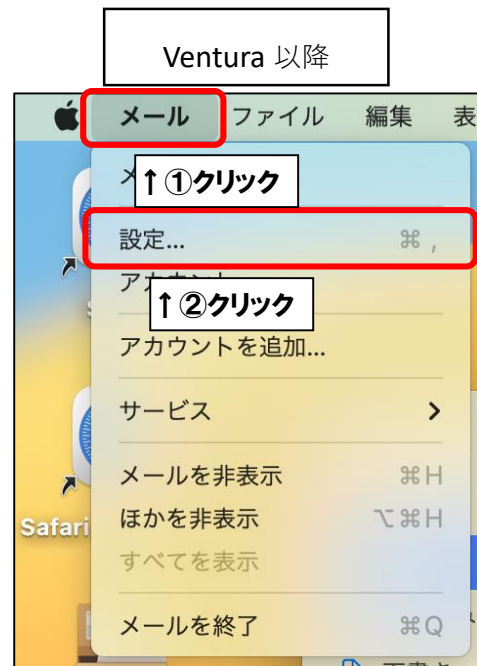 Ventura 以降
メール ファイル 編集 表
↑①クリック
設定... ⌘ ,
↑②クリック
アカウントを追加...
サービス
メールを非表示 ⌘H
Safari
ほかを非表示 ⌥⌘H
すべてを表示
メールを終了 ⌘Q